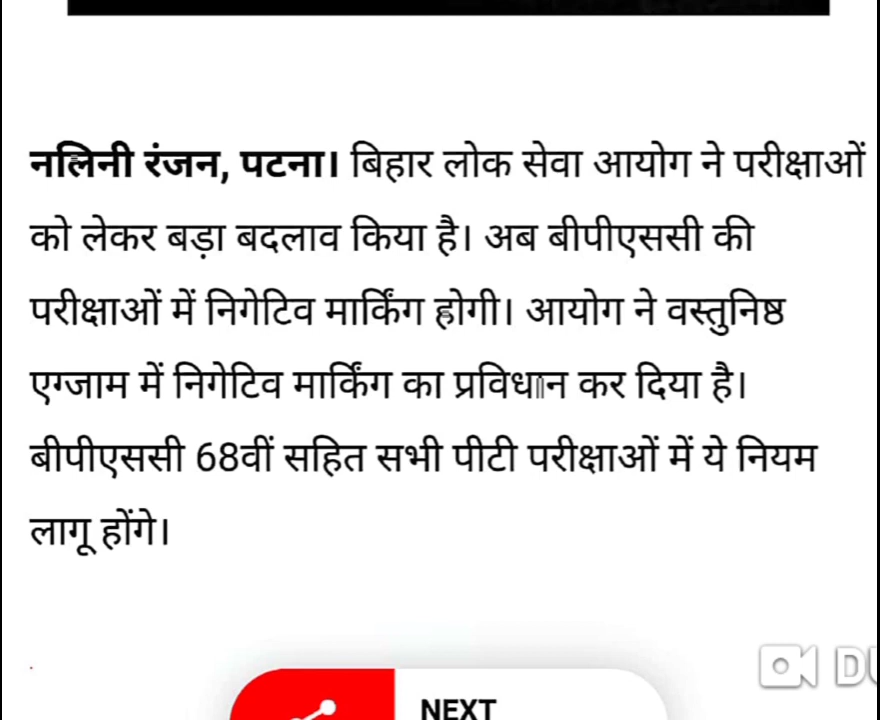 नलिनी रंजन, पटना। बिहार लोक सेवा आयोग ने परीक्षाओं
को लेकर बड़ा बदलाव किया है। अब बीपीएससी की
परीक्षाओं में निगेटिव मार्किंग होगी। आयोग ने वस्तुनिष्ठ
एग्जाम में निगेटिव मार्किंग का प्रविधान कर दिया है।
बीपीएससी 68वीं सहित सभी पीटी परीक्षाओं में ये नियम
लागू होंगे।
NEXT